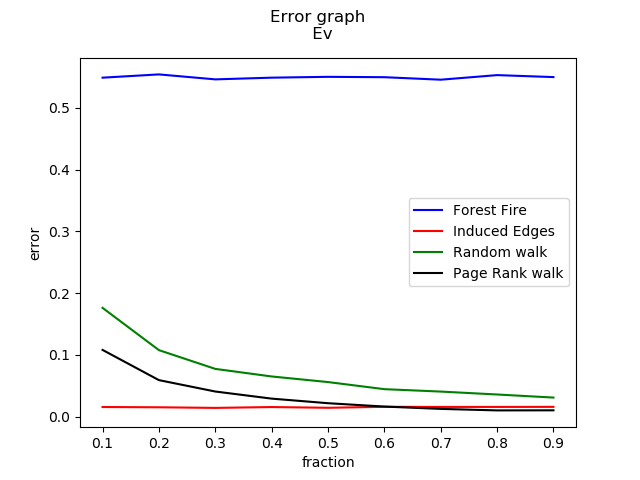 Error graph
Ev
error
0.5
0.4
0.3
0.2
0.1
0.0
Forest Fire
Induced Edges
Random walk
Page Rank walk
0.1 0.2 0.3 0.4 0.5 0.6 0.7 0.8 0.9
fraction